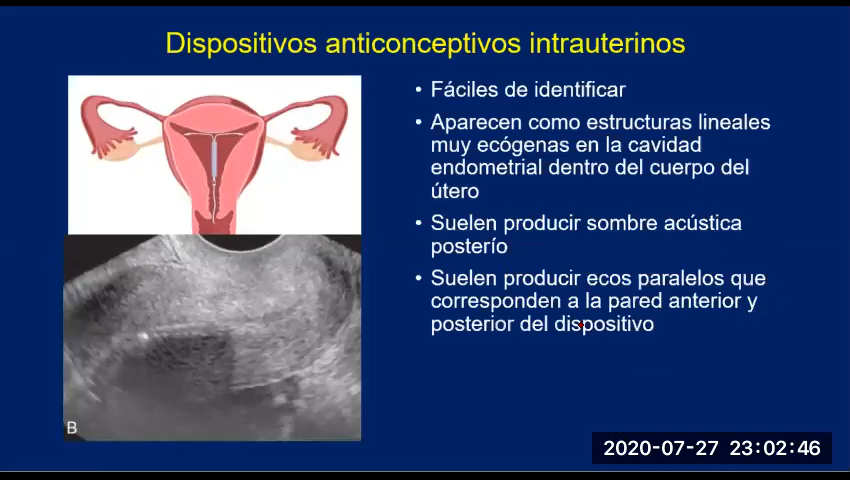 Dispositivos anticonceptivos intrauterinos
• Fáciles de identificar
• Aparecen como estructuras lineales
muy ecógenas en la cavidad
endometrial dentro del cuerpo del
útero
• Suelen producir sombre acústica
posterío
• Suelen producir ecos paralelos que
corresponden a la pared anterior y
posterior del dispositivo
B
2020-07-27 23:02:46